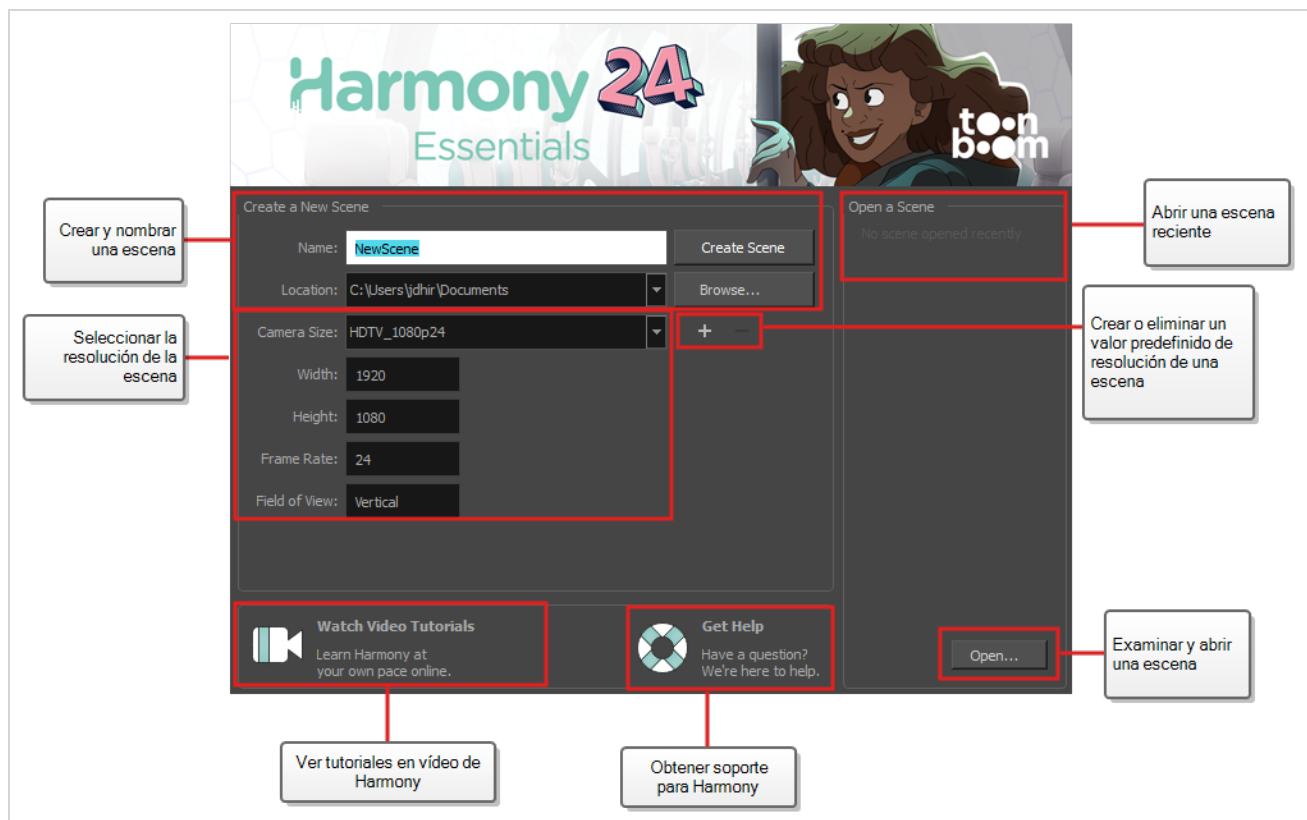 Harmony 24
Essentials
toon
boom
Crear y nombrar
una escena
Create a New Scene
Name:
NewScene
Create Scene
Location:
C:\Users\jdhir\Documents
Browse...
Open a Scene
No scene opened recently
Abrir una escena
reciente
Seleccionar la
resolución de la
escena
Camera Size:
HDTV_1080p24
+ −
Width:
1920
Height:
1080
Frame Rate:
24
Field of View:
Vertical
Crear o eliminar un
valor predefinido de
resolución de una
escena
Watch Video Tutorials
Learn Harmony at
your own pace online.
Get Help
Have a question?
We're here to help.
Open...
Examinar y abrir
una escena
Ver tutoriales en vídeo de
Harmony
Obtener soporte
para Harmony